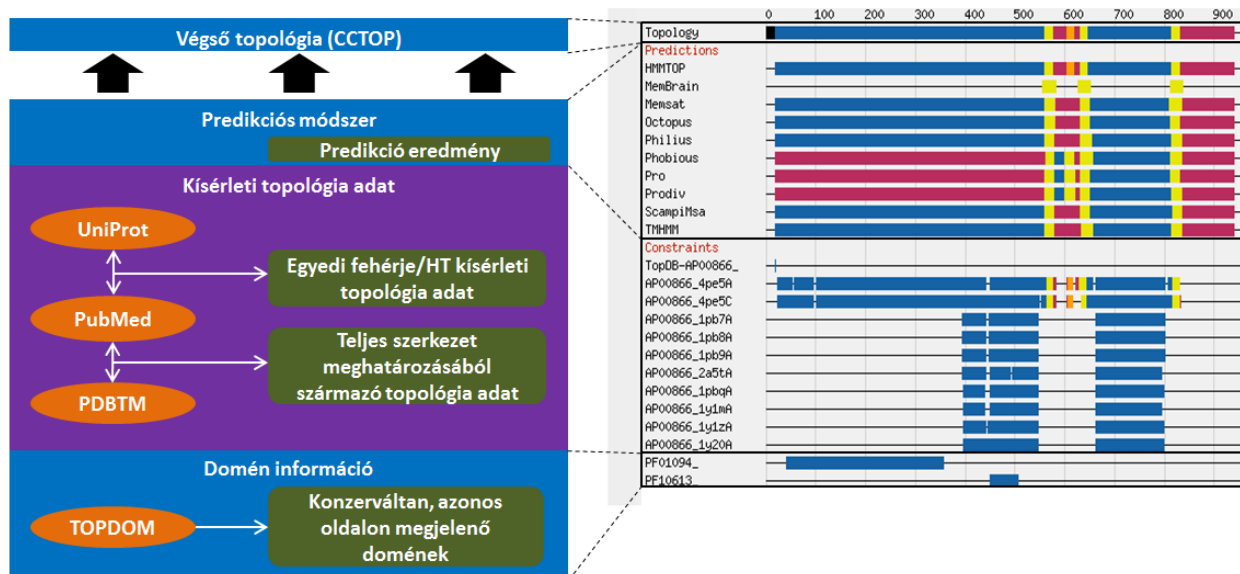 Végső topológia (CCTOP)
Predikciós módszer
Predikció eredmény
Kísérleti topológia adat
UniProt
Egyedi fehérje/HT kísérleti
topológia adat
PubMed
Teljes szerkezet
meghatározásából
származó topológia adat
PDBTM
Domén információ
TOPDOM
Konzerváltan, azonos
oldalon megjelenő
domének
0 100 200 300 400 500 600 700 800 900
Topology
Predictions
HMMTOP
MemBrain
Memsat
Octopus
Philius
Phobious
Pro
Prodiv
ScampiMsa
TMHMM
Constraints
TopDB-AP00866_
AP00866_4pe5A
AP00866_4pe5C
AP00866_1pb7A
AP00866_1pb8A
AP00866_1pb9A
AP00866_2a5tA
AP00866_1pbqA
AP00866_1y1mA
AP00866_1y1zA
AP00866_1y20A
PF01094_
PF10613_